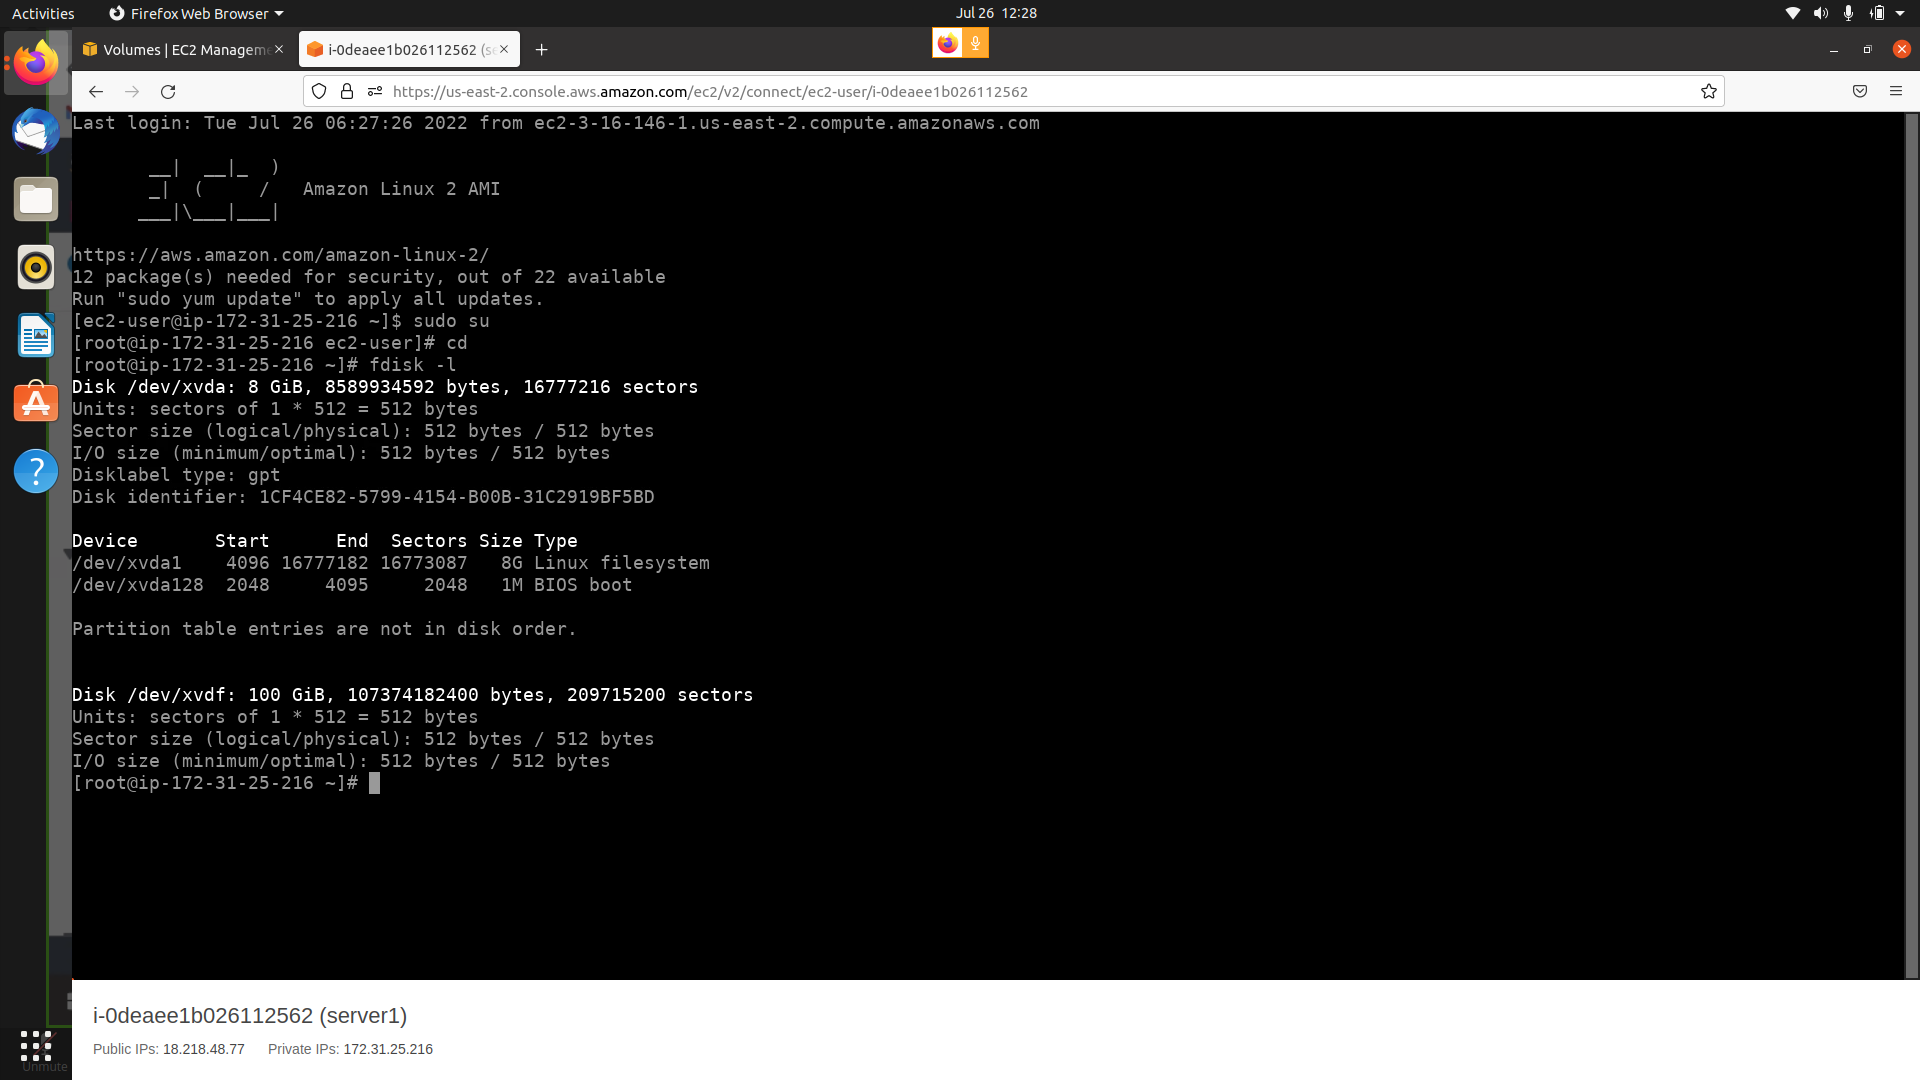 Activities
Firefox Web Browser
Jul 26 12:28
Volumes | EC2 Managem
i-0deaee1b026112562 (se
https://us-east-2.console.aws.amazon.com/ec2/v2/connect/ec2-user/i-0deaee1b026112562
Last login: Tue Jul 26 06:27:26 2022 from ec2-3-16-146-1.us-east-2.compute.amazonaws.com
       __|  __|_  )
       _|  (     /   Amazon Linux 2 AMI
      ___|\___|___|
https://aws.amazon.com/amazon-linux-2/
12 package(s) needed for security, out of 22 available
Run "sudo yum update" to apply all updates.
[ec2-user@ip-172-31-25-216 ~]$ sudo su
[root@ip-172-31-25-216 ec2-user]# cd
[root@ip-172-31-25-216 ~]# fdisk -l
Disk /dev/xvda: 8 GiB, 8589934592 bytes, 16777216 sectors
Units: sectors of 1 * 512 = 512 bytes
Sector size (logical/physical): 512 bytes / 512 bytes
I/O size (minimum/optimal): 512 bytes / 512 bytes
Disklabel type: gpt
Disk identifier: 1CF4CE82-5799-4154-B00B-31C2919BF5BD
Device       Start      End  Sectors Size Type
/dev/xvda1    4096 16777182 16773087   8G Linux filesystem
/dev/xvda128  2048     4095     2048   1M BIOS boot
Partition table entries are not in disk order.
Disk /dev/xvdf: 100 GiB, 107374182400 bytes, 209715200 sectors
Units: sectors of 1 * 512 = 512 bytes
Sector size (logical/physical): 512 bytes / 512 bytes
I/O size (minimum/optimal): 512 bytes / 512 bytes
[root@ip-172-31-25-216 ~]#
i-0deaee1b026112562 (server1)
Public IPs: 18.218.48.77 Private IPs: 172.31.25.216
Unmute